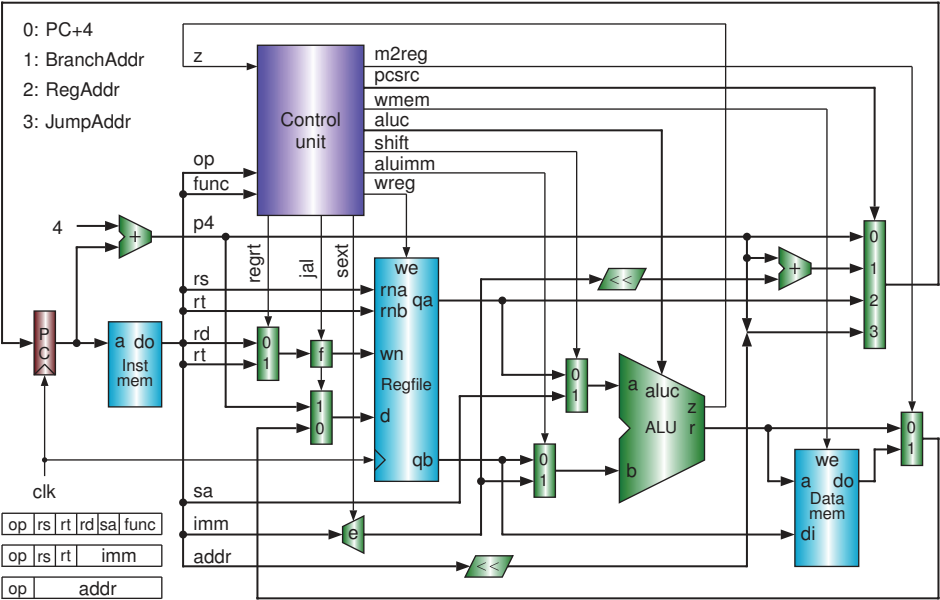 0: PC+4
1: BranchAddr
2: RegAddr
3: JumpAddr
z
Control
unit
m2reg
pcsrc
wmem
aluc
shift
aluimm
wreg
op
func
p4
4
+
regrt
jal
sext
we
rna
rnb
qa
wn
Regfile
d
qb
rs
rt
rd
rt
0
1
f
1
0
P
C
a do
Inst
mem
clk
<<
+
0
1
2
3
0
1
0
1
a
aluc
z
ALU r
b
0
1
we
a do
Data
mem
di
sa
imm
e
addr
<<
op rs rt rd sa func
op rs rt imm
op addr